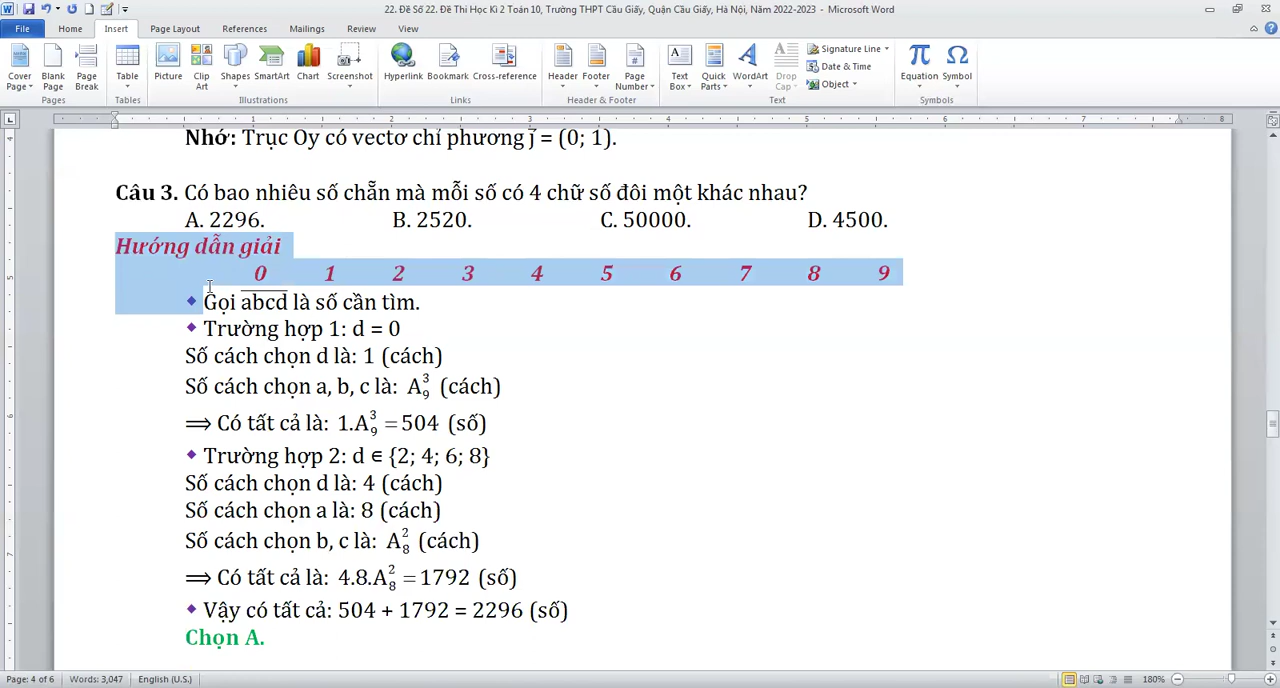 22. Đề Số 22. Đề Thi Học Kì 2 Toán 10, Trường THPT Cầu Giấy, Quận Cầu Giấy, Hà Nội, Năm 2022-2023 - Microsoft Word
File Home Insert Page Layout References Mailings Review View
Cover Page Blank Page Page Break Table Picture Clip Art Shapes SmartArt Chart Screenshot Hyperlink Bookmark Cross-reference Header Footer Page Number Text Box Quick Parts WordArt Drop Cap Signature Line Date & Time Object Equation Symbol
Pages Tables Illustrations Links Header & Footer Text Symbols
Nhớ: Trục Oy có vectơ chỉ phương j⃗ = (0; 1).
Câu 3. Có bao nhiêu số chẵn mà mỗi số có 4 chữ số đôi một khác nhau?
A. 2296. B. 2520. C. 50000. D. 4500.
Hướng dẫn giải
0 1 2 3 4 5 6 7 8 9
◆ Gọi a̅b̅c̅d̅ là số cần tìm.
◆ Trường hợp 1: d = 0
Số cách chọn d là: 1 (cách)
Số cách chọn a, b, c là: A₉³ (cách)
⟹ Có tất cả là: 1.A₉³ = 504 (số)
◆ Trường hợp 2: d ∈ {2; 4; 6; 8}
Số cách chọn d là: 4 (cách)
Số cách chọn a là: 8 (cách)
Số cách chọn b, c là: A₈² (cách)
⟹ Có tất cả là: 4.8.A₈² = 1792 (số)
◆ Vậy có tất cả: 504 + 1792 = 2296 (số)
Chọn A.
Page: 4 of 6 Words: 3,047 English (U.S.) 180%